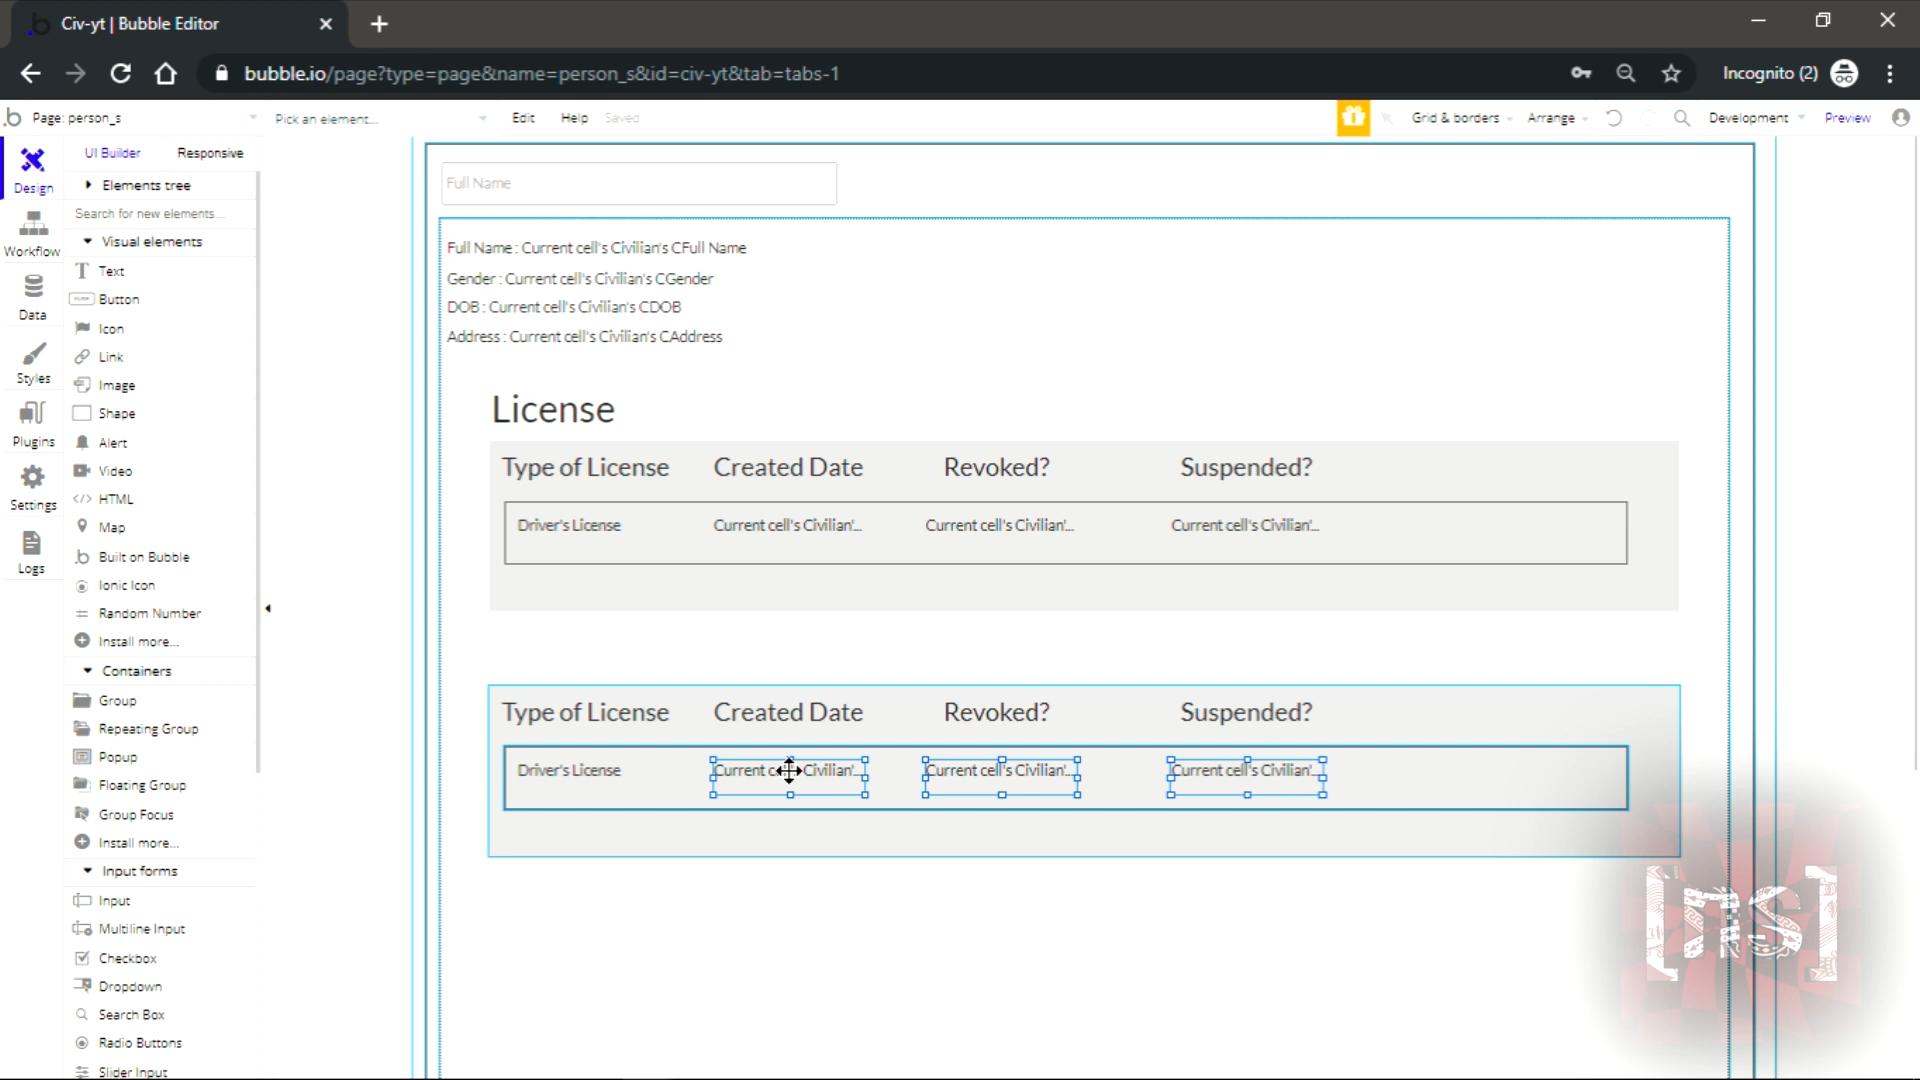 Civ-yt | Bubble Editor
bubble.io/page?type=page&name=person_s&id=civ-yt&tab=tabs-1
Incognito (2)
Page: person_s
Pick an element...
Edit
Help
Saved
Grid & borders
Arrange
Development
Preview
Design
Workflow
Data
Styles
Plugins
Settings
Logs
UI Builder
Responsive
Elements tree
Search for new elements...
Visual elements
Text
Button
Icon
Link
Image
Shape
Alert
Video
HTML
Map
Built on Bubble
Ionic Icon
Random Number
Install more...
Containers
Group
Repeating Group
Popup
Floating Group
Group Focus
Install more...
Input forms
Input
Multiline Input
Checkbox
Dropdown
Search Box
Radio Buttons
Slider Input
Full Name
Full Name : Current cell's Civilian's CFull Name
Gender : Current cell's Civilian's CGender
DOB : Current cell's Civilian's CDOB
Address : Current cell's Civilian's CAddress
License
Type of License Created Date Revoked? Suspended?
Driver's License Current cell's Civilian'... Current cell's Civilian'... Current cell's Civilian'...
Type of License Created Date Revoked? Suspended?
Driver's License Current c Civilian'... Current cell's Civilian'... Current cell's Civilian'...
[ns]